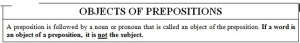 OBJECTS OF PREPOSITIONS
A preposition is followed by a noun or pronoun that is called an object of the preposition. If a word is
an object of a preposition, it is not the subject.